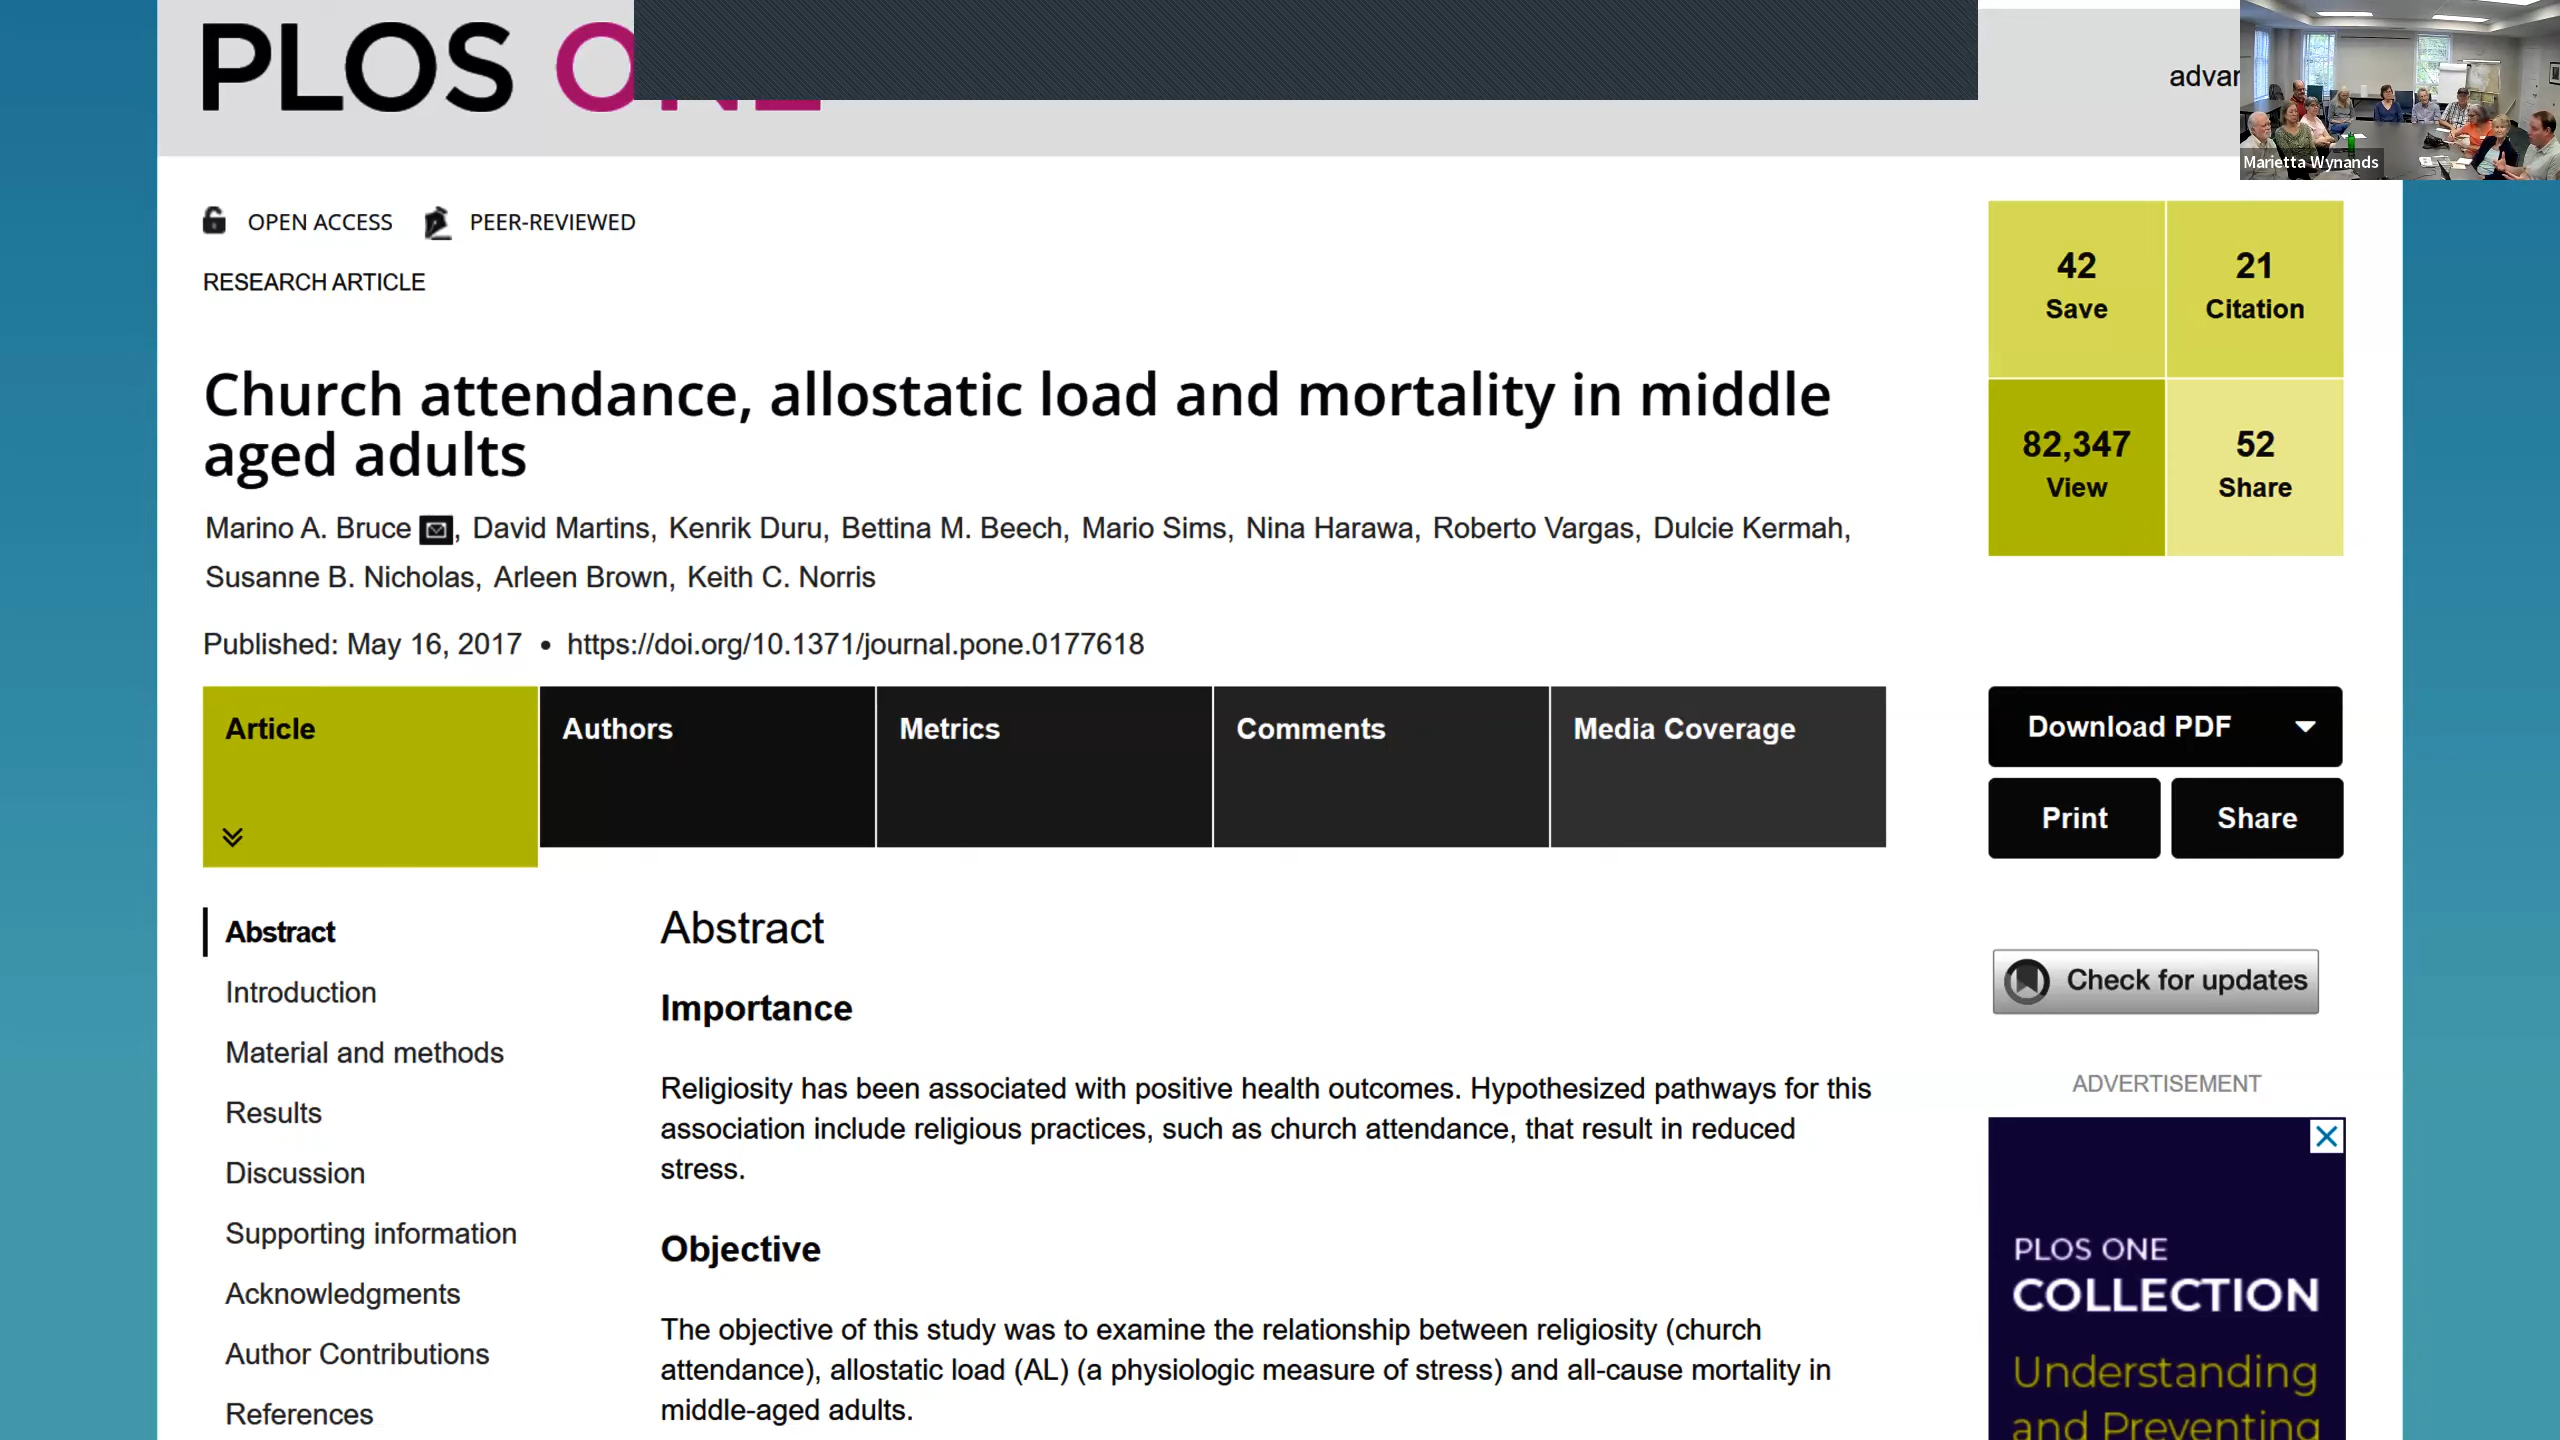 PLOS ONE
advan
Marietta Wynands
OPEN ACCESS PEER-REVIEWED
RESEARCH ARTICLE
Church attendance, allostatic load and mortality in middle
aged adults
Marino A. Bruce, David Martins, Kenrik Duru, Bettina M. Beech, Mario Sims, Nina Harawa, Roberto Vargas, Dulcie Kermah,
Susanne B. Nicholas, Arleen Brown, Keith C. Norris
Published: May 16, 2017 • https://doi.org/10.1371/journal.pone.0177618
42
Save
21
Citation
82,347
View
52
Share
Article
Authors
Metrics
Comments
Media Coverage
Download PDF
Print
Share
Abstract
Introduction
Material and methods
Results
Discussion
Supporting information
Acknowledgments
Author Contributions
References
Abstract
Importance
Religiosity has been associated with positive health outcomes. Hypothesized pathways for this
association include religious practices, such as church attendance, that result in reduced
stress.
Objective
The objective of this study was to examine the relationship between religiosity (church
attendance), allostatic load (AL) (a physiologic measure of stress) and all-cause mortality in
middle-aged adults.
Check for updates
ADVERTISEMENT
PLOS ONE
COLLECTION
Understanding
and Preventing